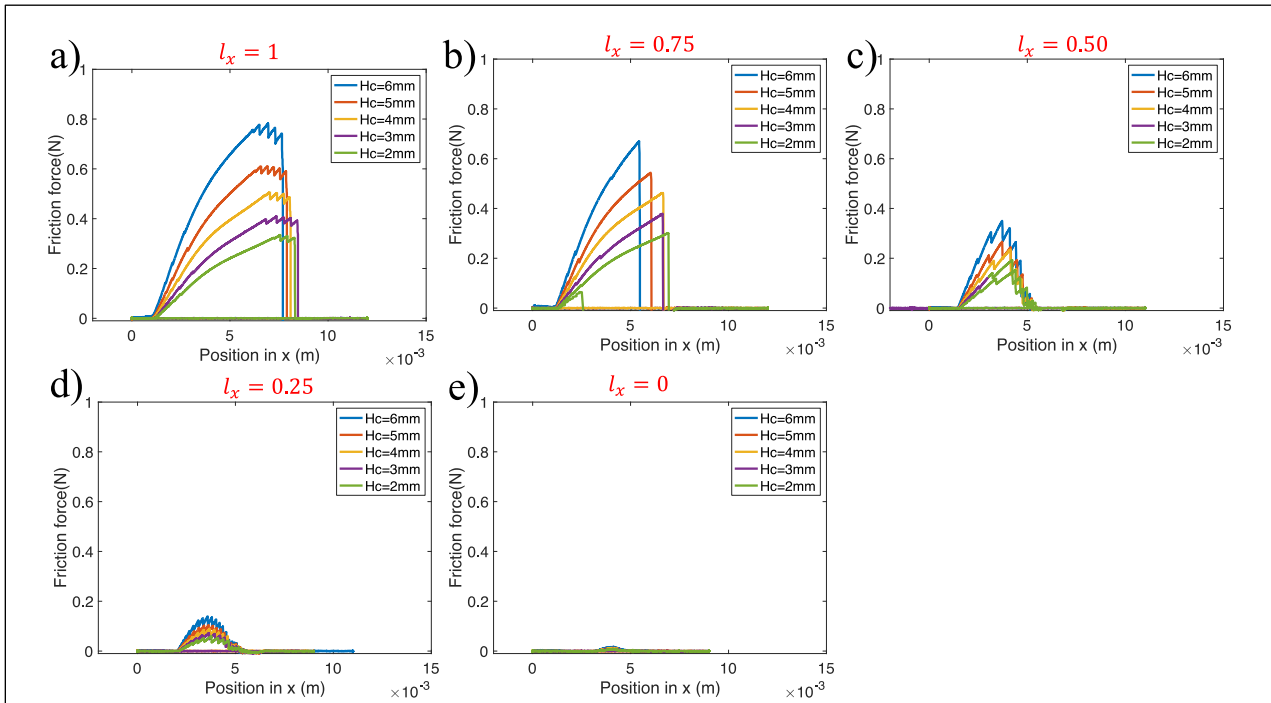 a)
l_x = 1
1
0.8
0.6
0.4
0.2
0
0
5
10
15
Friction force(N)
Position in x (m)
×10⁻³
Hc=6mm
Hc=5mm
Hc=4mm
Hc=3mm
Hc=2mm
b)
l_x = 0.75
1
0.8
0.6
0.4
0.2
0
0
5
10
15
Friction force(N)
Position in x (m)
×10⁻³
Hc=6mm
Hc=5mm
Hc=4mm
Hc=3mm
Hc=2mm
c)
l_x = 0.50
1
0.8
0.6
0.4
0.2
0
0
5
10
15
Friction force(N)
Position in x (m)
×10⁻³
Hc=6mm
Hc=5mm
Hc=4mm
Hc=3mm
Hc=2mm
d)
l_x = 0.25
1
0.8
0.6
0.4
0.2
0
0
5
10
15
Friction force(N)
Position in x (m)
×10⁻³
Hc=6mm
Hc=5mm
Hc=4mm
Hc=3mm
Hc=2mm
e)
l_x = 0
1
0.8
0.6
0.4
0.2
0
0
5
10
15
Friction force(N)
Position in x (m)
×10⁻³
Hc=6mm
Hc=5mm
Hc=4mm
Hc=3mm
Hc=2mm